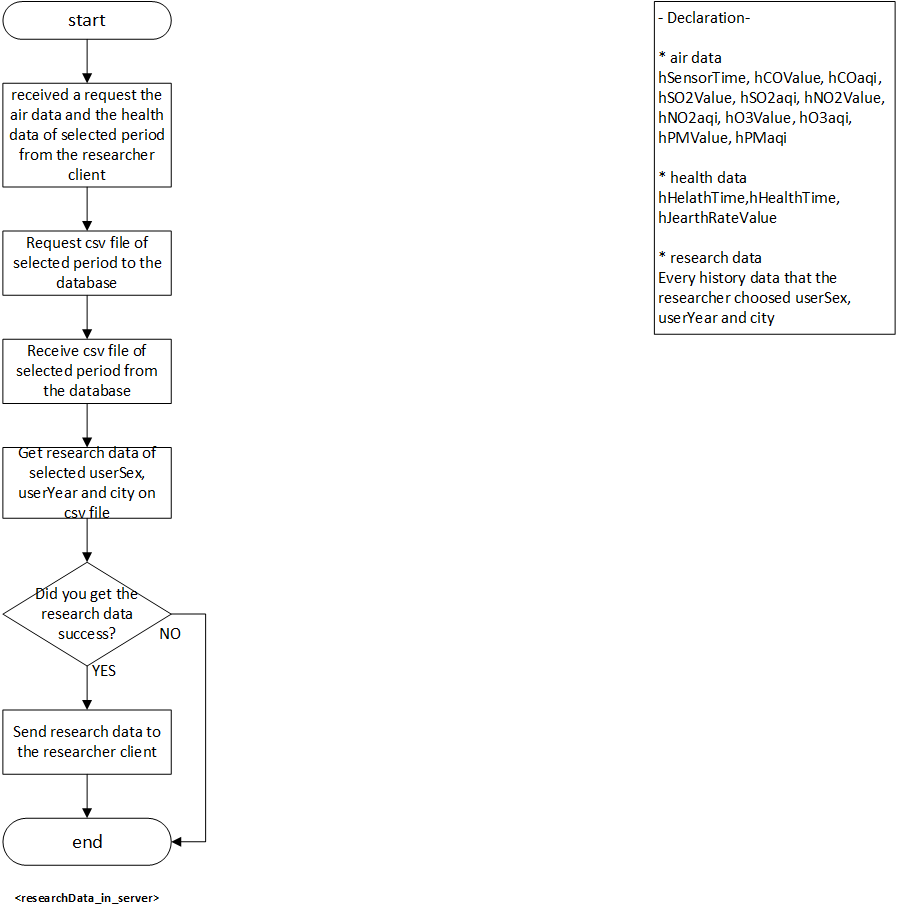 start
received a request the
air data and the health
data of selected period
from the researcher
client
Request csv file of
selected period to the
database
Receive csv file of
selected period from
the database
Get research data of
selected userSex,
userYear and city on
csv file
Did you get the
research data
success?
NO
YES
Send research data to
the researcher client
end
<researchData_in_server>
- Declaration-
* air data
hSensorTime, hCOValue, hCOaqi,
hSO2Value, hSO2aqi, hNO2Value,
hNO2aqi, hO3Value, hO3aqi,
hPMValue, hPMaqi
* health data
hHelathTime,hHealthTime,
hJearthRateValue
* research data
Every history data that the
researcher choosed userSex,
userYear and city